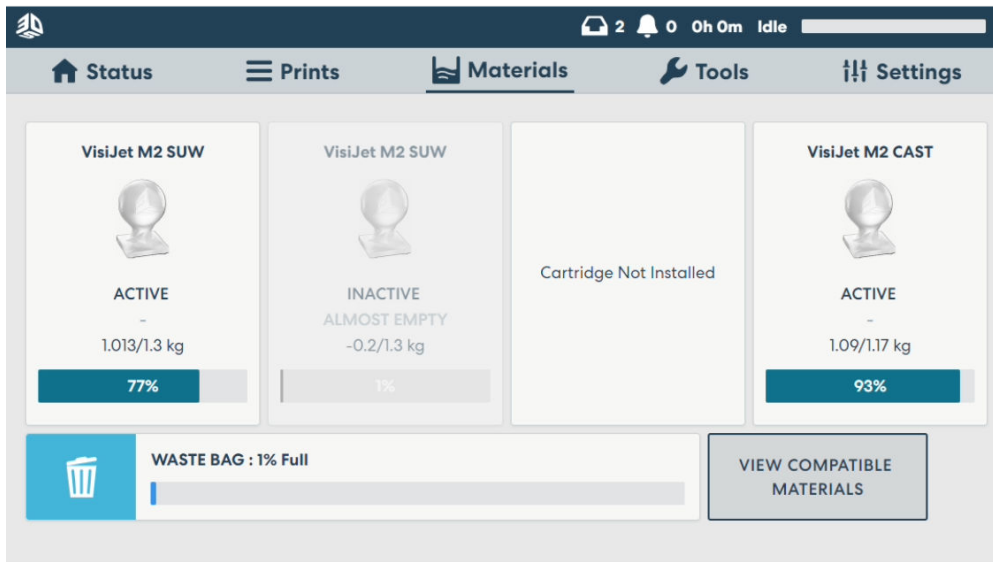 2 0 0h 0m Idle
Status Prints Materials Tools Settings
VisiJet M2 SUW
ACTIVE
-
1.013/1.3 kg
77%
VisiJet M2 SUW
INACTIVE
ALMOST EMPTY
-0.2/1.3 kg
1%
Cartridge Not Installed
VisiJet M2 CAST
ACTIVE
-
1.09/1.17 kg
93%
WASTE BAG : 1% Full
VIEW COMPATIBLE
MATERIALS